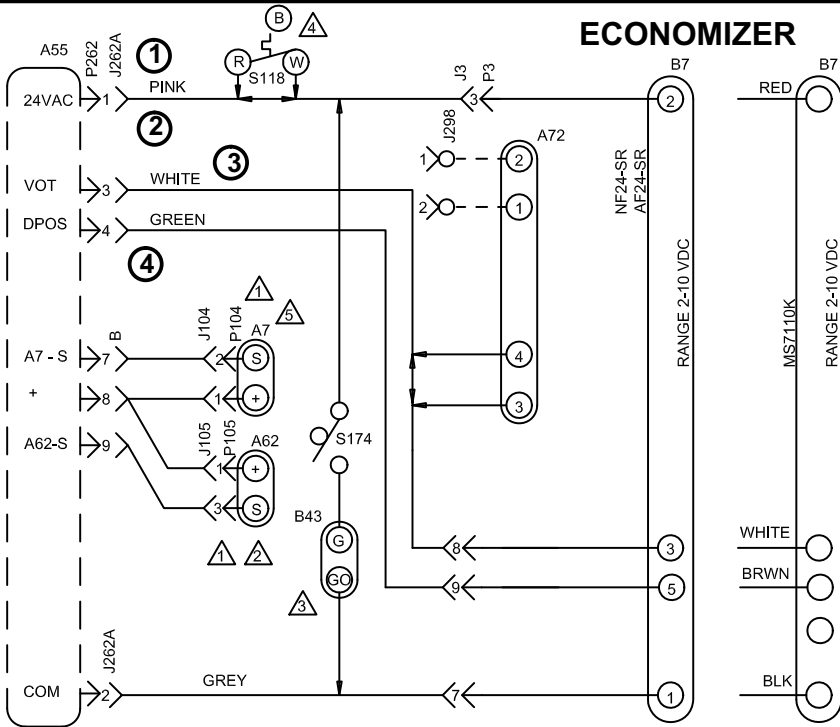 ECONOMIZER
A55
P262
J262A
1
B
4
R
W
S118
J3
P3
B7
B7
24VAC
1
PINK
3
2
RED
2
J298
A72
1
2
3
NF24-SR
AF24-SR
VOT
3
WHITE
2
1
DPOS
4
GREEN
4
1
5
RANGE 2-10 VDC
MS7110K
RANGE 2-10 VDC
B
J104
P104
A7
A7 - S
7
2
S
4
+
8
1
+
3
A62-S
9
J105
P105
A62
S174
1
+
3
S
B43
G
GO
1
2
3
8
3
WHITE
9
5
BRWN
J262A
COM
2
GREY
7
1
BLK